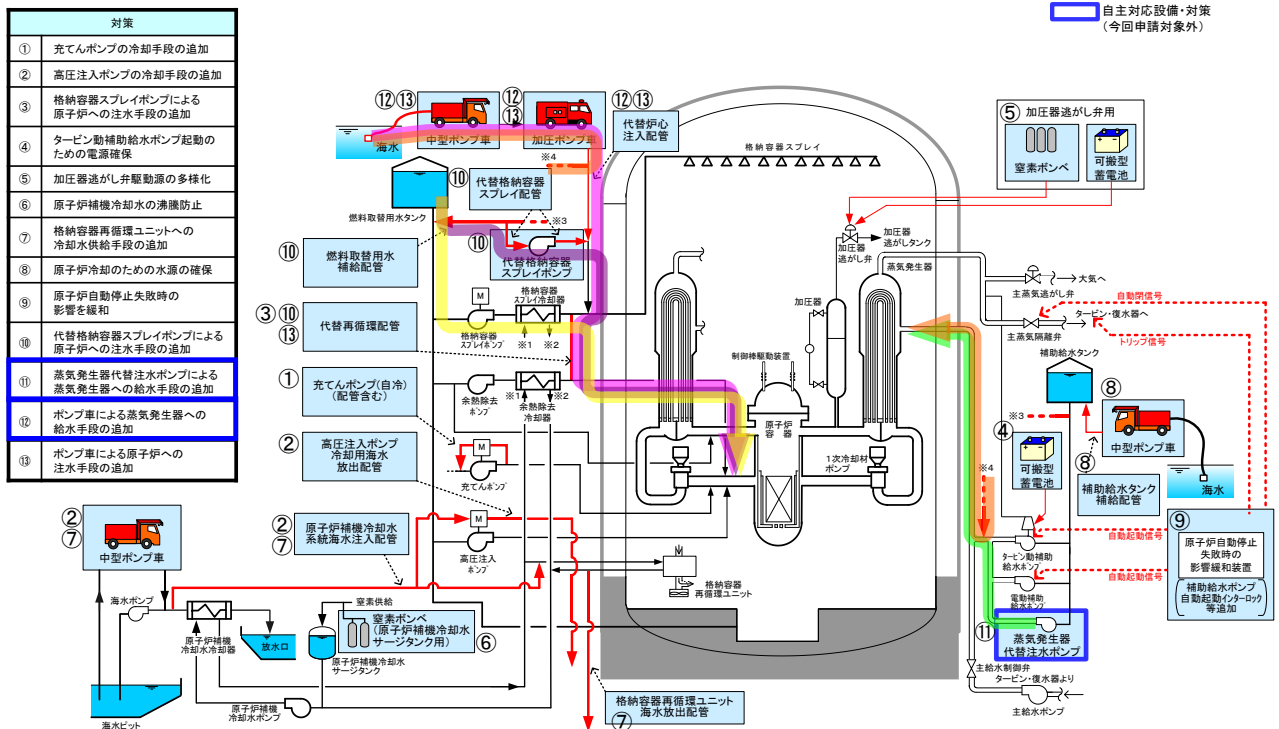 自主対応設備・対策
(今回申請対象外)
対策
① 充てんポンプの冷却手段の追加
② 高圧注入ポンプの冷却手段の追加
③ 格納容器スプレイポンプによる
原子炉への注水手段の追加
④ タービン動補助給水ポンプ起動の
ための電源確保
⑤ 加圧器逃がし弁駆動源の多様化
⑥ 原子炉補機冷却水の沸騰防止
⑦ 格納容器再循環ユニットへの
冷却水供給手段の追加
⑧ 原子炉冷却のための水源の確保
⑨ 原子炉自動停止失敗時の
影響を緩和
⑩ 代替格納容器スプレイポンプによる
原子炉への注水手段の追加
⑪ 蒸気発生器代替注水ポンプによる
蒸気発生器への給水手段の追加
⑫ ポンプ車による蒸気発生器への
給水手段の追加
⑬ ポンプ車による原子炉への
注水手段の追加
⑫⑬
中型ポンプ車
海水
⑫
⑬
加圧ポンプ車
⑫⑬
代替炉心
注入配管
※4
⑩
代替格納容器
スプレイ配管
燃料取替用水タンク
※3
⑩
燃料取替用水
補給配管
⑩
代替格納容器
スプレイポンプ
格納容器スプレイ
⑤ 加圧器逃がし弁用
窒素ボンベ
可搬型
蓄電池
加圧器
逃がしタンク
加圧器
逃がし弁
蒸気発生器
加圧器
大気へ
主蒸気逃がし弁
自動閉信号
タービン・復水器へ
主蒸気隔離弁
トリップ信号
③⑩
⑬
代替再循環配管
M
格納容器
スプレイポンプ
格納容器
スプレイ冷却器
※1 ※2
制御棒駆動装置
原子炉
容器
1次冷却材
ポンプ
①
充てんポンプ(自冷)
(配管含む)
余熱除去
ポンプ
※1 ※2
余熱除去
冷却器
②
高圧注入ポンプ
冷却用海水
放出配管
M
充てんポンプ
補助給水タンク
※3
⑧
中型ポンプ車
海水
④
可搬型
蓄電池
⑧
補助給水タンク
補給配管
※4
自動起動信号
タービン動補助
給水ポンプ
自動起動信号
電動補助
給水ポンプ
⑨
原子炉自動停止
失敗時の
影響緩和装置
補助給水ポンプ
自動起動インターロック
等追加
⑪
蒸気発生器
代替注水ポンプ
主給水制御弁
タービン・復水器より
主給水ポンプ
②
⑦
中型ポンプ車
②
⑦
原子炉補機冷却水
系統海水注入配管
M
高圧注入
ポンプ
格納容器
再循環ユニット
海水ポンプ
原子炉補機
冷却水冷却器
放水口
窒素供給
窒素ボンベ
(原子炉補機冷却水
サージタンク用)
⑥
原子炉補機冷却水
サージタンク
原子炉補機
冷却水ポンプ
海水ピット
格納容器再循環ユニット
海水放出配管
⑦